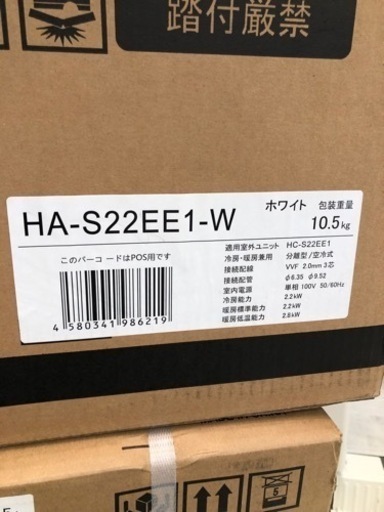 踏付厳禁
ホワイト 包装重量
HA-S22EE1-W 10.5kg
このバーコードはPOS用です
4 580341 986219
適用室外ユニット HC-S22EE1
冷房・暖房兼用 分離型/空冷式
接続配線 VVF 2.0mm 3芯
接続配管 φ6.35 φ9.52
室内電源 単相 100V 50/60Hz
冷房能力 2.2kW
暖房標準能力 2.2kW
暖房低温能力 2.8kW
5